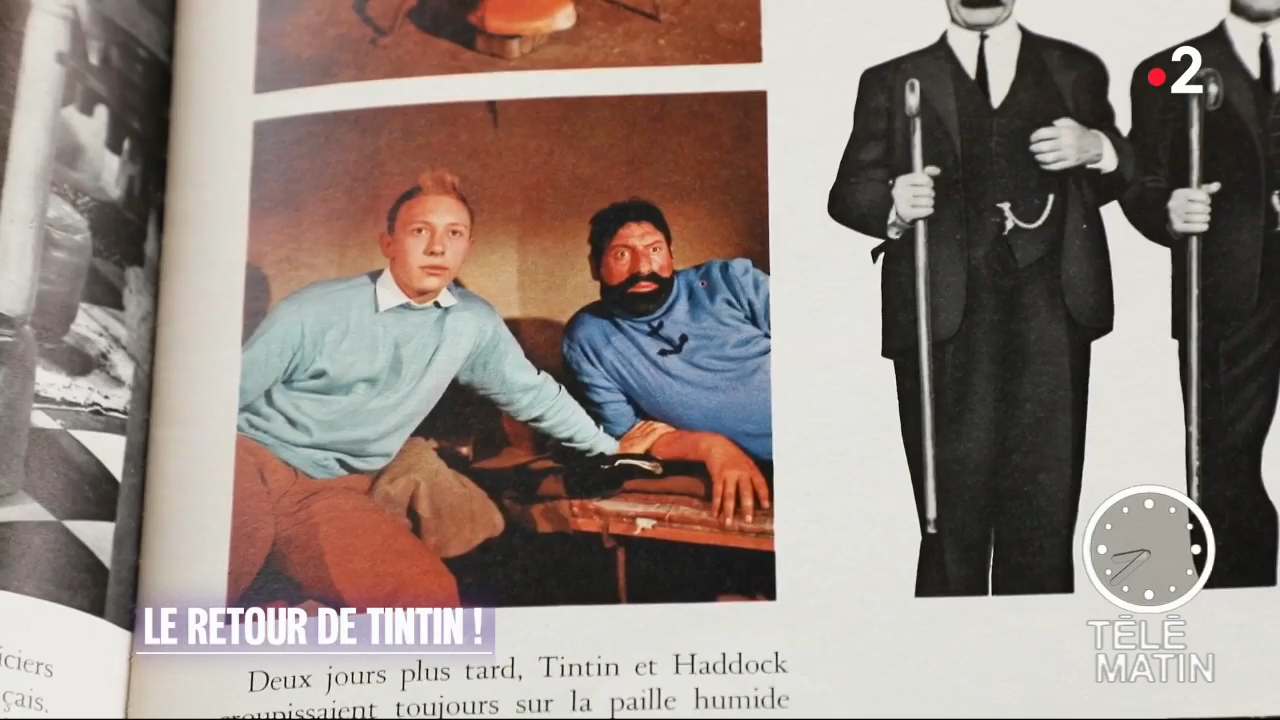 2
LE RETOUR DE TINTIN !
Deux jours plus tard, Tintin et Haddock
croupissaient toujours sur la paille humide
iciers
çais.
TÉLÉ
MATIN